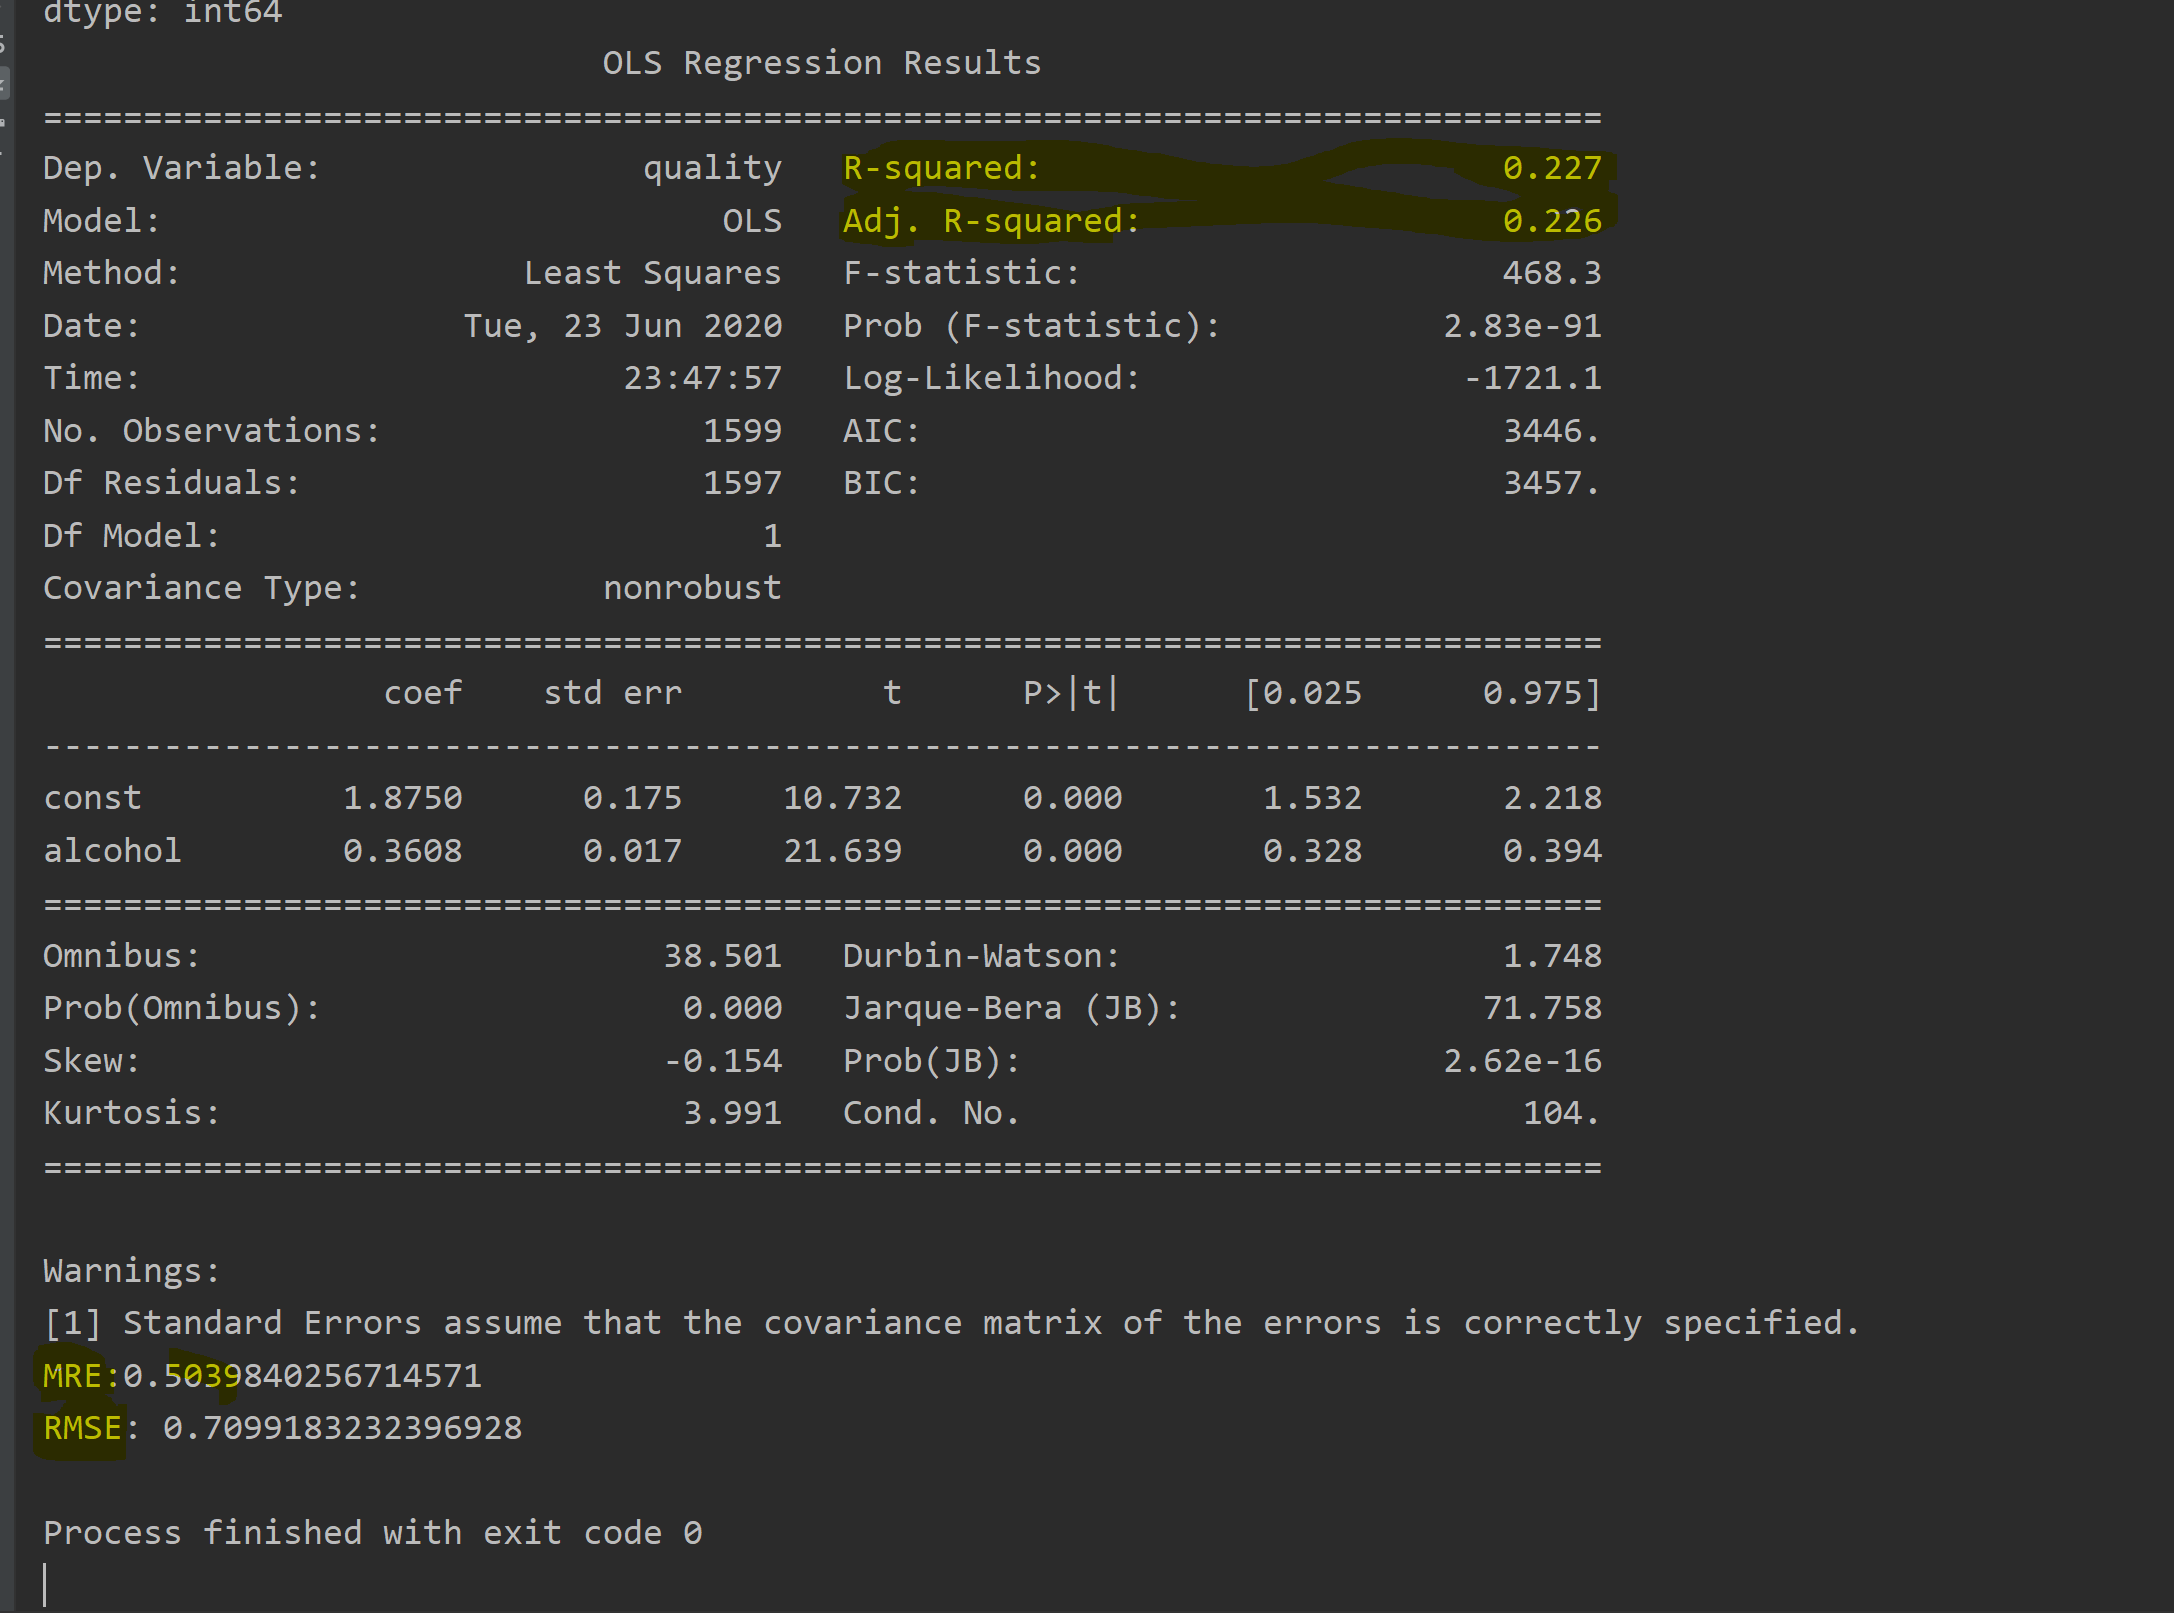 dtype: int64
OLS Regression Results
==============================================================================
Dep. Variable: quality R-squared: 0.227
Model: OLS Adj. R-squared: 0.226
Method: Least Squares F-statistic: 468.3
Date: Tue, 23 Jun 2020 Prob (F-statistic): 2.83e-91
Time: 23:47:57 Log-Likelihood: -1721.1
No. Observations: 1599 AIC: 3446.
Df Residuals: 1597 BIC: 3457.
Df Model: 1
Covariance Type: nonrobust
==============================================================================
coef std err t P>|t| [0.025 0.975]
------------------------------------------------------------------------------
const 1.8750 0.175 10.732 0.000 1.532 2.218
alcohol 0.3608 0.017 21.639 0.000 0.328 0.394
==============================================================================
Omnibus: 38.501 Durbin-Watson: 1.748
Prob(Omnibus): 0.000 Jarque-Bera (JB): 71.758
Skew: -0.154 Prob(JB): 2.62e-16
Kurtosis: 3.991 Cond. No. 104.
==============================================================================
Warnings:
[1] Standard Errors assume that the covariance matrix of the errors is correctly specified.
MRE:0.5039840256714571
RMSE: 0.7099183232396928
Process finished with exit code 0